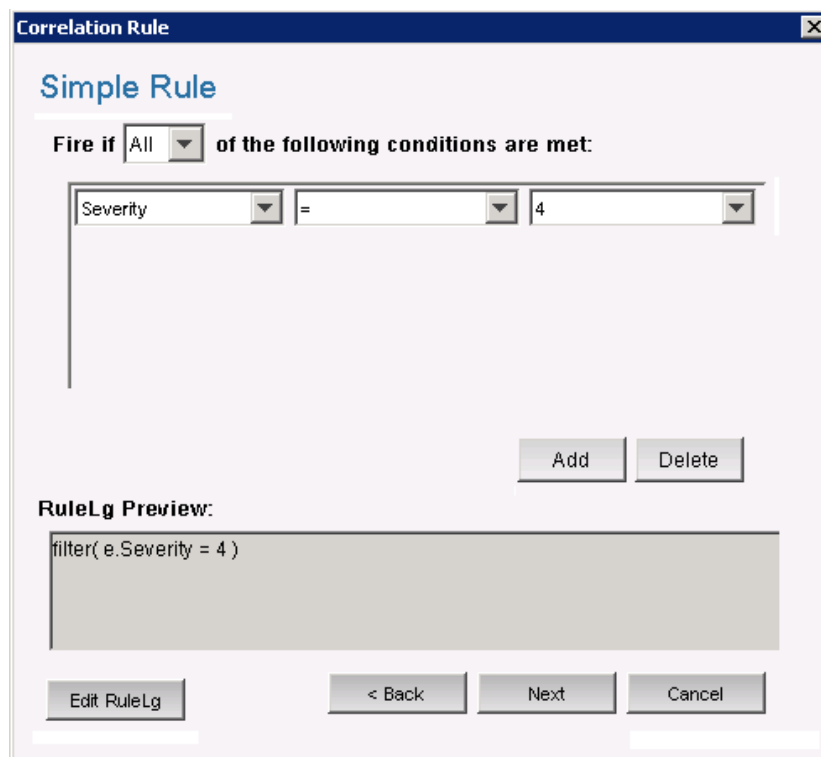 Correlation Rule
Simple Rule
Fire if All of the following conditions are met:
Severity = 4
Add Delete
RuleLg Preview:
filter( e.Severity = 4 )
Edit RuleLg < Back Next Cancel